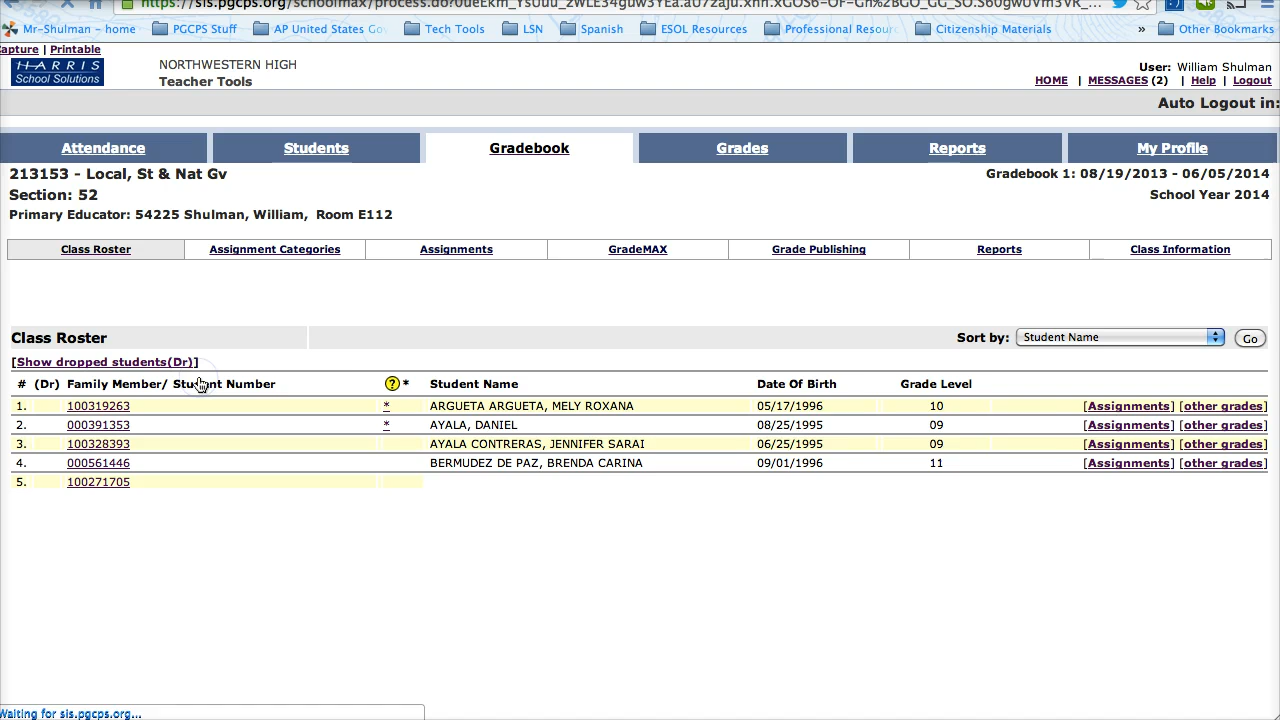 Mr-Shulman - home PGCPS Stuff AP United States Go Tech Tools LSN Spanish ESOL Resources Professional Resour Citizenship Materials » Other Bookmarks
Capture | Printable
HARRIS
School Solutions
NORTHWESTERN HIGH
Teacher Tools
User: William Shulman
HOME | MESSAGES (2) | Help | Logout
Auto Logout in:
Attendance Students Gradebook Grades Reports My Profile
213153 - Local, St & Nat Gv
Gradebook 1: 08/19/2013 - 06/05/2014
Section: 52
School Year 2014
Primary Educator: 54225 Shulman, William, Room E112
Class Roster Assignment Categories Assignments GradeMAX Grade Publishing Reports Class Information
Class Roster Sort by: Student Name Go
[Show dropped students(Dr)]
# (Dr) Family Member/ Student Number ? * Student Name Date Of Birth Grade Level
1. 100319263 * ARGUETA ARGUETA, MELY ROXANA 05/17/1996 10 [Assignments] [other grades]
2. 000391353 * AYALA, DANIEL 08/25/1995 09 [Assignments] [other grades]
3. 100328393 AYALA CONTRERAS, JENNIFER SARAI 06/25/1995 09 [Assignments] [other grades]
4. 000561446 BERMUDEZ DE PAZ, BRENDA CARINA 09/01/1996 11 [Assignments] [other grades]
5. 100271705
Waiting for sis.pgcps.org...